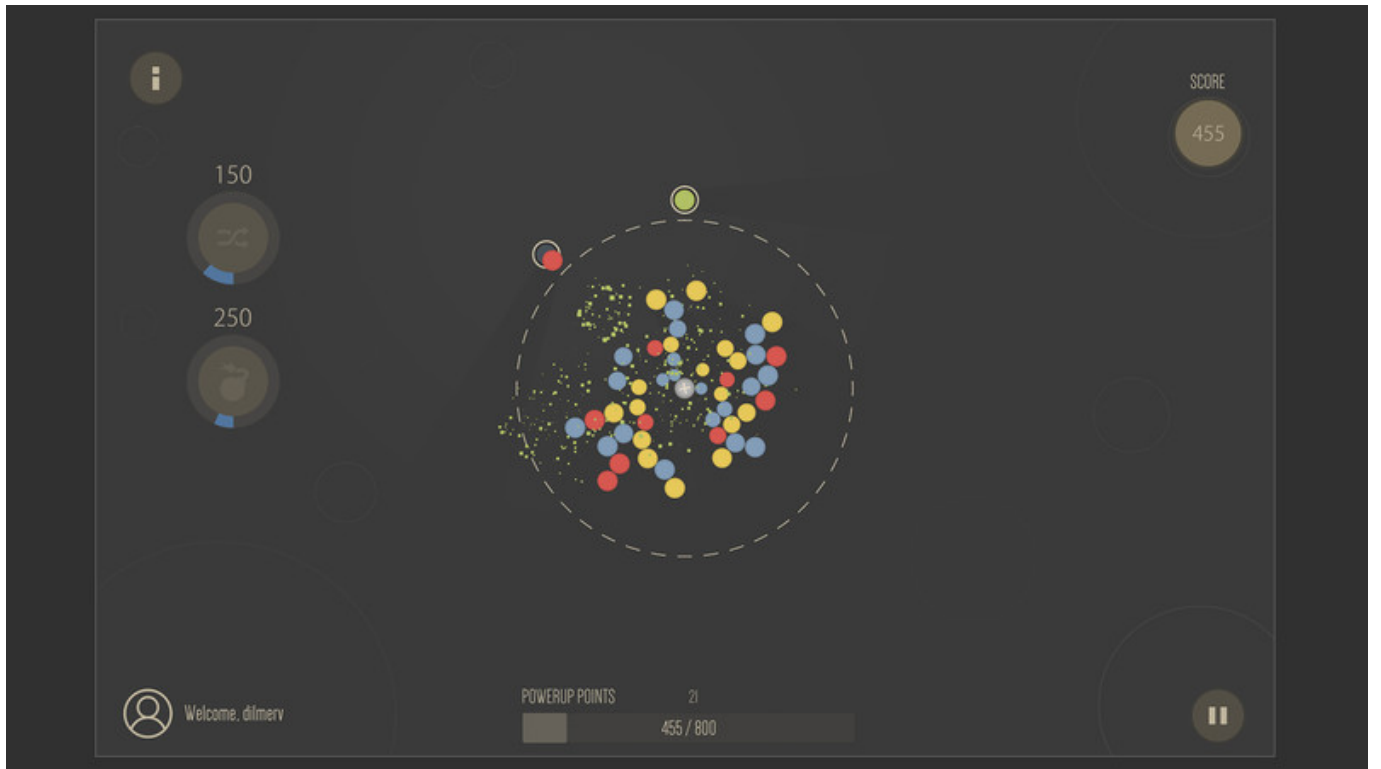 SCORE
455
150
250
POWERUP POINTS 21
455 / 800
Welcome, dilmerv